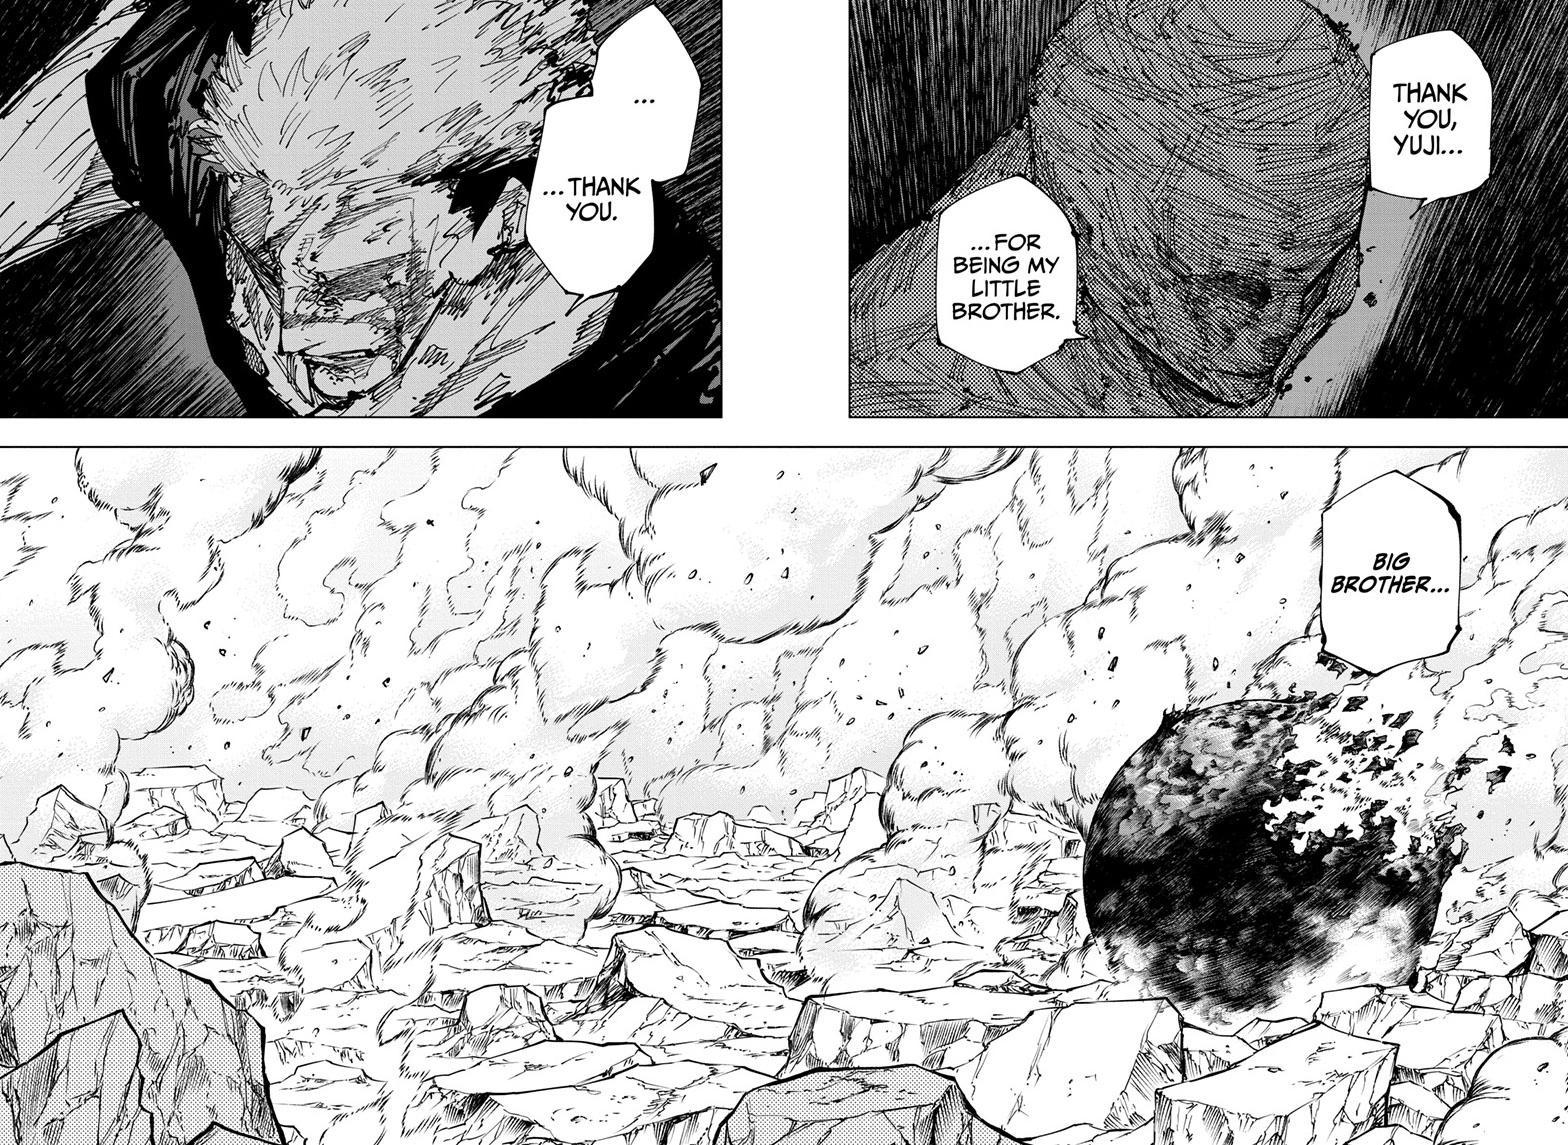 THANK
YOU,
YUJI...
...FOR
BEING MY
LITTLE
BROTHER.
...
...THANK
YOU.
BIG
BROTHER...